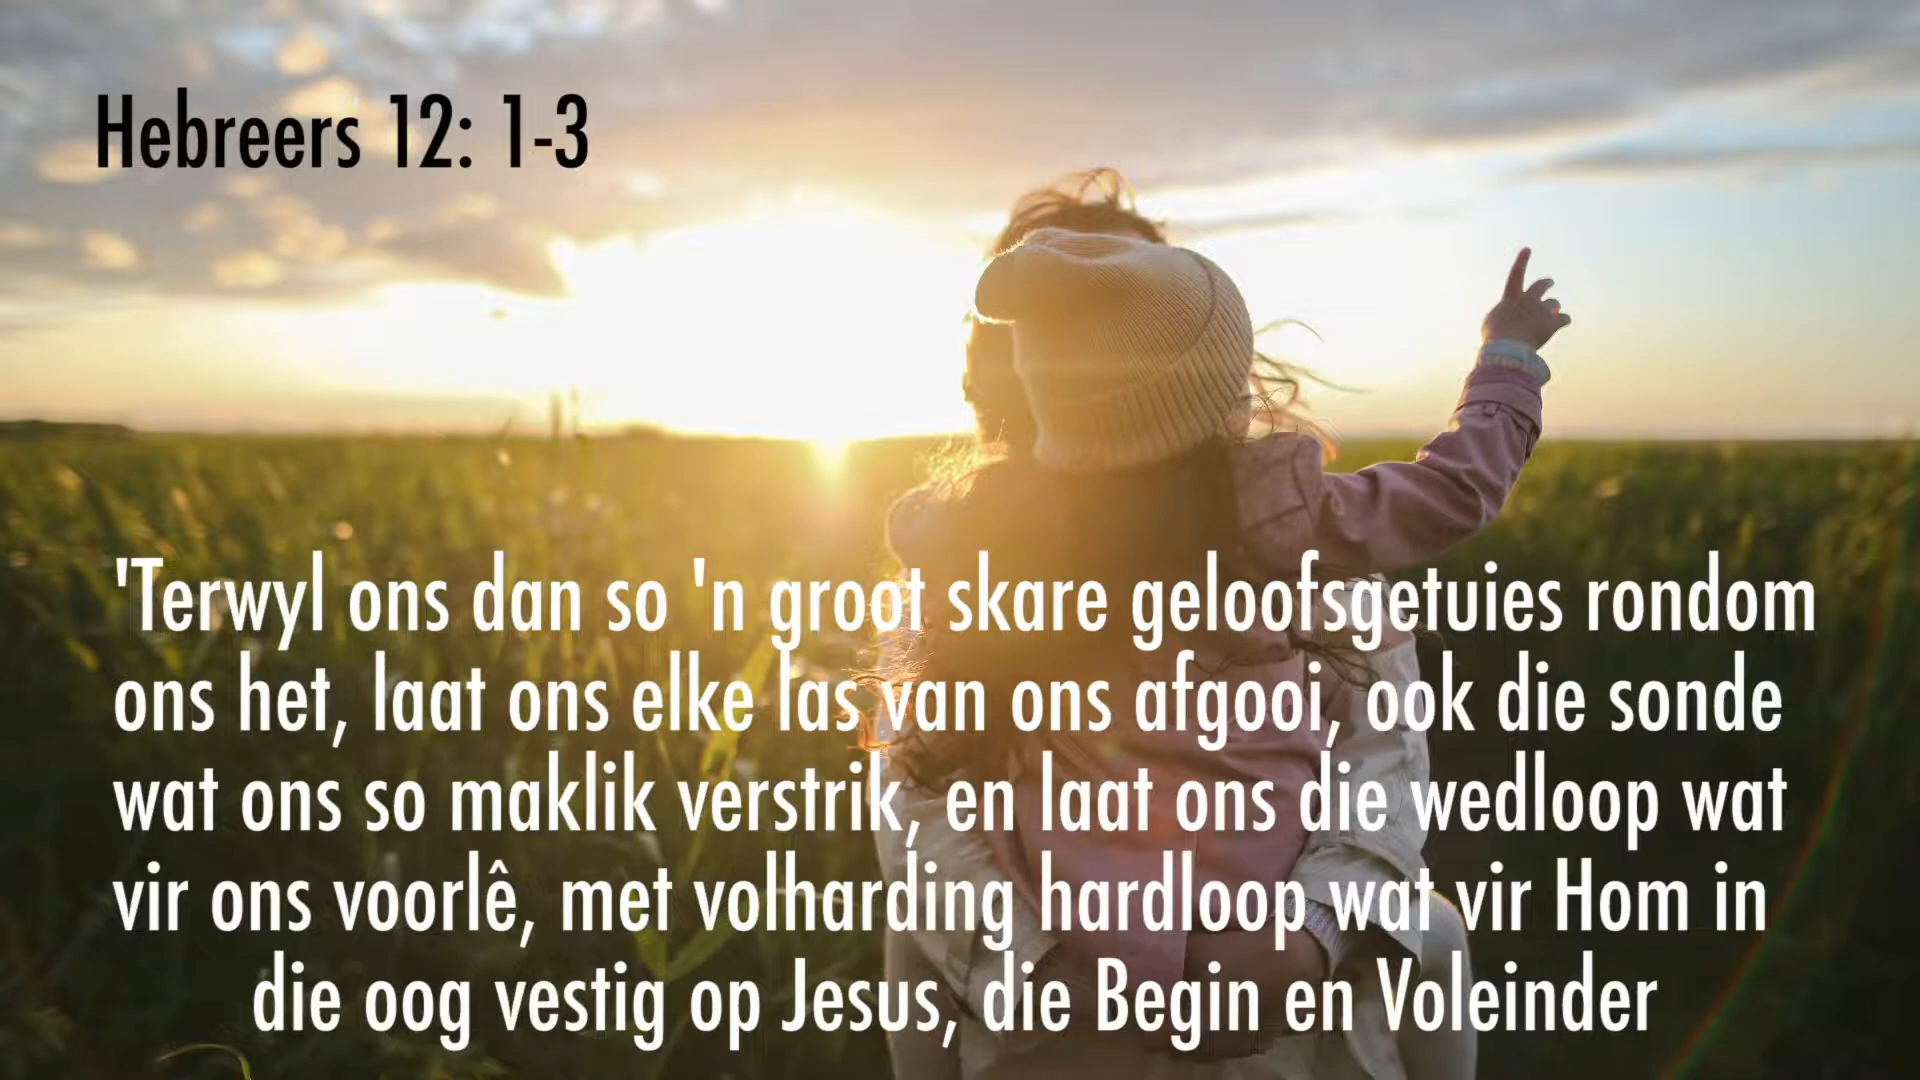 Hebreers 12: 1-3
'Terwyl ons dan so 'n groot skare geloofsgetuies rondom
ons het, laat ons elke las van ons afgooi, ook die sonde
wat ons so maklik verstrik, en laat ons die wedloop wat
vir ons voorlê, met volharding hardloop wat vir Hom in
die oog vestig op Jesus, die Begin en Voleinder